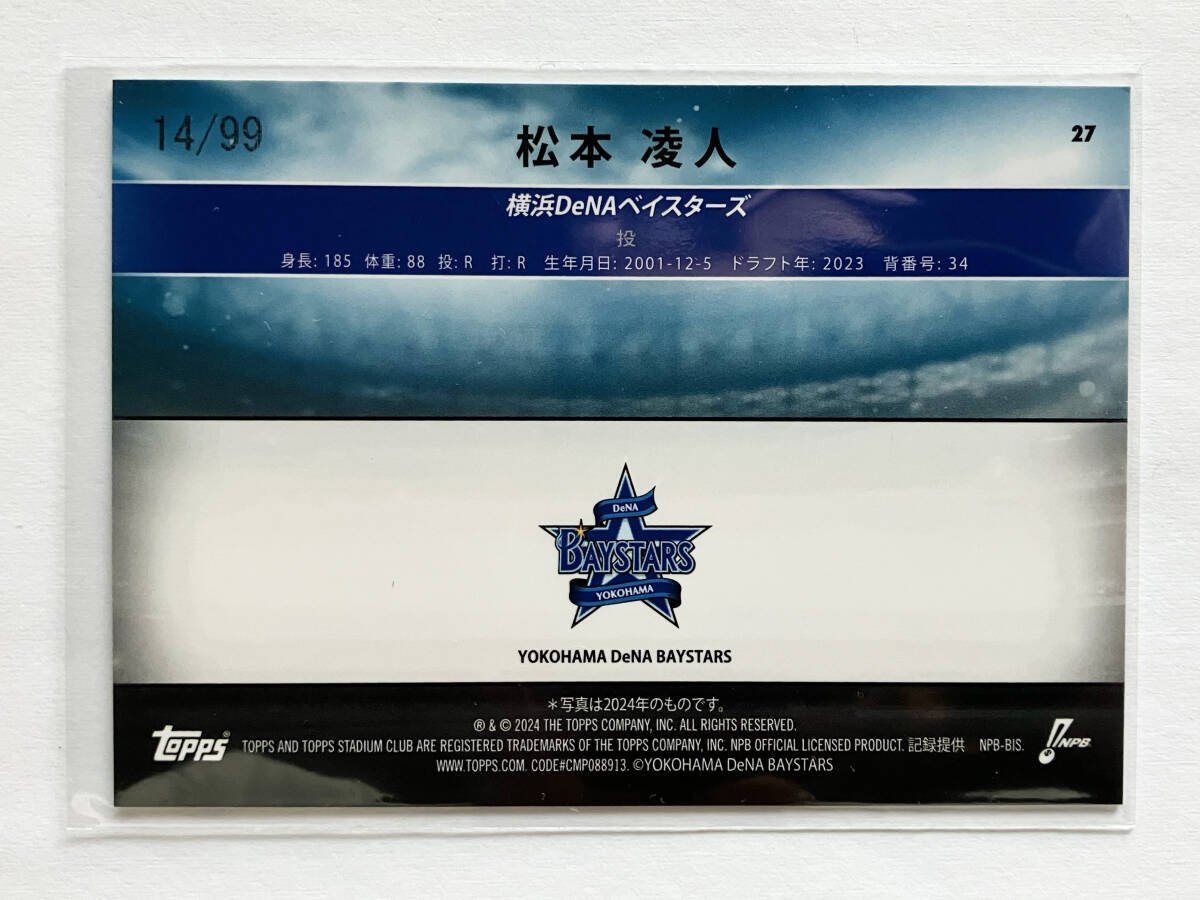 14/99
松本 凌人
27
横浜DeNAベイスターズ
投
身長: 185 体重: 88 投: R 打: R 生年月日: 2001-12-5 ドラフト年: 2023 背番号: 34
DeNA
BAYSTARS
YOKOHAMA
YOKOHAMA DeNA BAYSTARS
＊写真は2024年のものです。
® & © 2024 THE TOPPS COMPANY, INC. ALL RIGHTS RESERVED.
topps
TOPPS AND TOPPS STADIUM CLUB ARE REGISTERED TRADEMARKS OF THE TOPPS COMPANY, INC. NPB OFFICIAL LICENSED PRODUCT. 記録提供 NPB-BIS.
NPB
WWW.TOPPS.COM. CODE#CMP088913. ©YOKOHAMA DeNA BAYSTARS